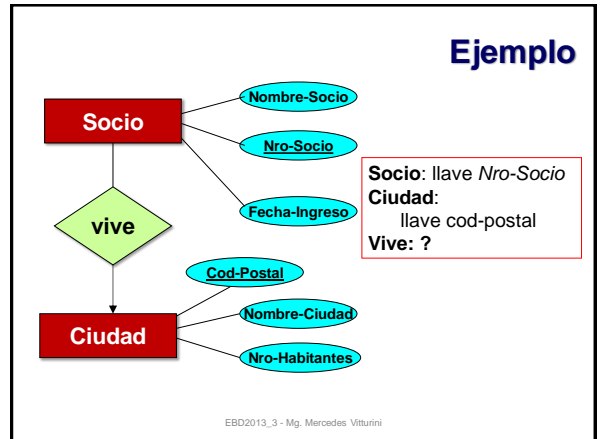 Ejemplo
Socio
Nombre-Socio
Nro-Socio
Fecha-Ingreso
vive
Socio: llave Nro-Socio
Ciudad:
llave cod-postal
Vive: ?
Cod-Postal
Ciudad
Nombre-Ciudad
Nro-Habitantes
EBD2013_3 - Mg. Mercedes Vitturini